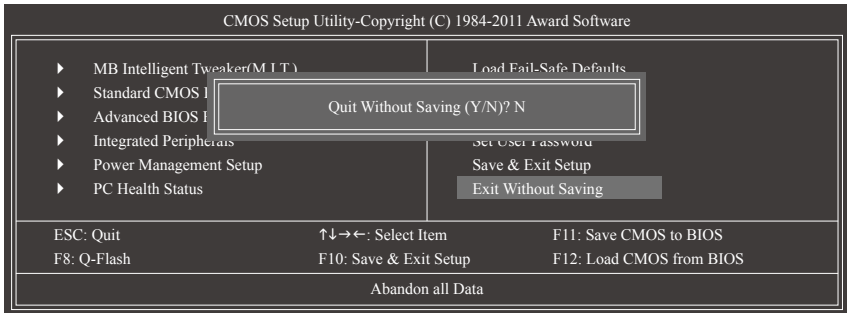 CMOS Setup Utility-Copyright (C) 1984-2011 Award Software
MB Intelligent Tweaker(M.I.T.)
Standard CMOS
Advanced BIOS
Integrated Peripherals
Power Management Setup
PC Health Status
Load Fail-Safe Defaults
Set User Password
Save & Exit Setup
Exit Without Saving
Quit Without Saving (Y/N)? N
ESC: Quit ↑↓→←: Select Item F11: Save CMOS to BIOS
F8: Q-Flash F10: Save & Exit Setup F12: Load CMOS from BIOS
Abandon all Data